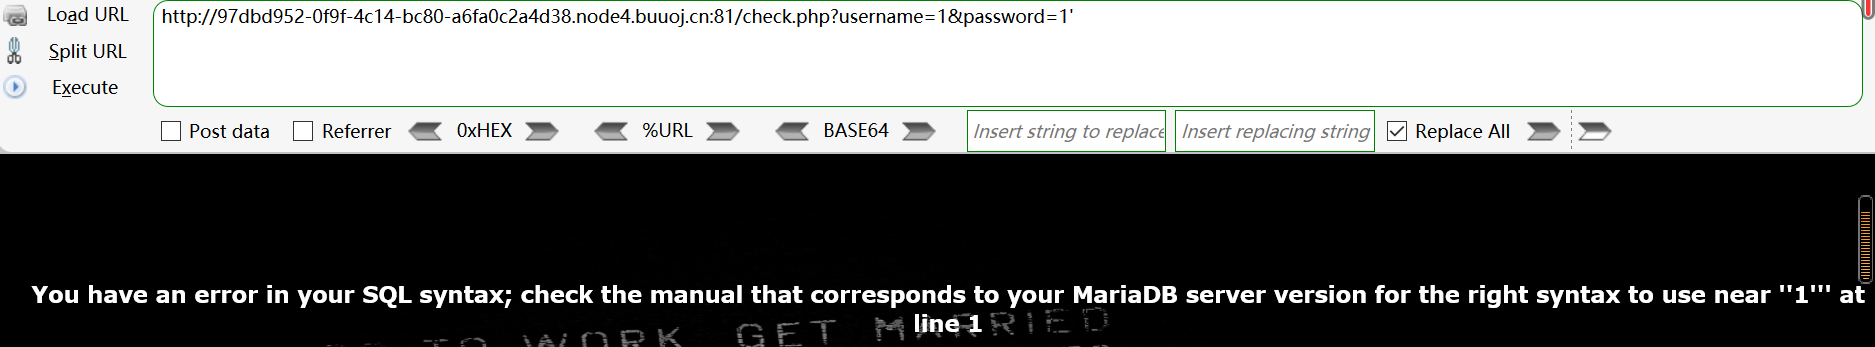 Load URL
http://97dbd952-0f9f-4c14-bc80-a6fa0c2a4d38.node4.buuoj.cn:81/check.php?username=1&password=1'
Split URL
Execute
Post data Referrer 0xHEX %URL BASE64 Insert string to replace Insert replacing string Replace All
You have an error in your SQL syntax; check the manual that corresponds to your MariaDB server version for the right syntax to use near ''1''' at
line 1
TO WORK GET MARRIED